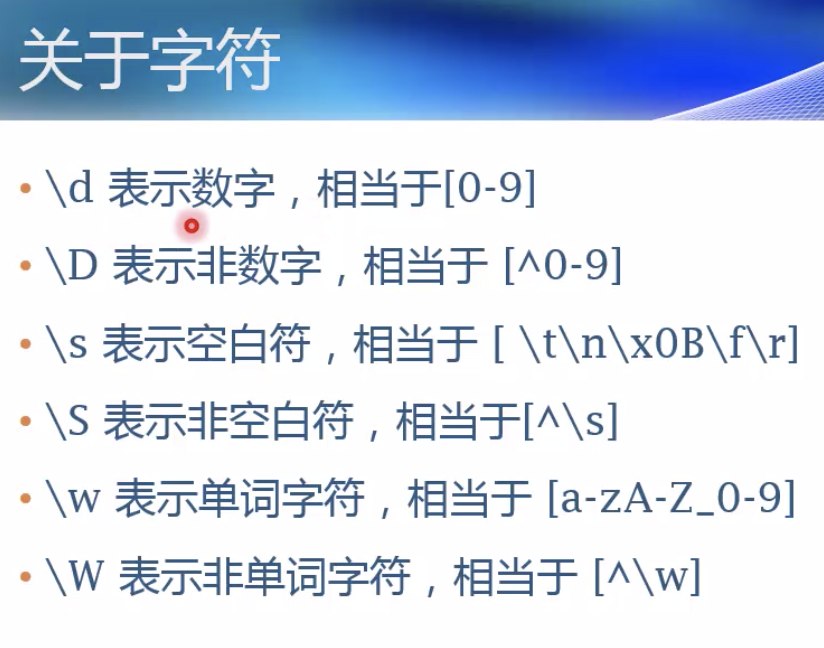 关于字符
• \d 表示数字，相当于[0-9]
• \D 表示非数字，相当于 [^0-9]
• \s 表示空白符，相当于 [ \t\n\x0B\f\r]
• \S 表示非空白符，相当于[^\s]
• \w 表示单词字符，相当于 [a-zA-Z_0-9]
• \W 表示非单词字符，相当于 [^\w]